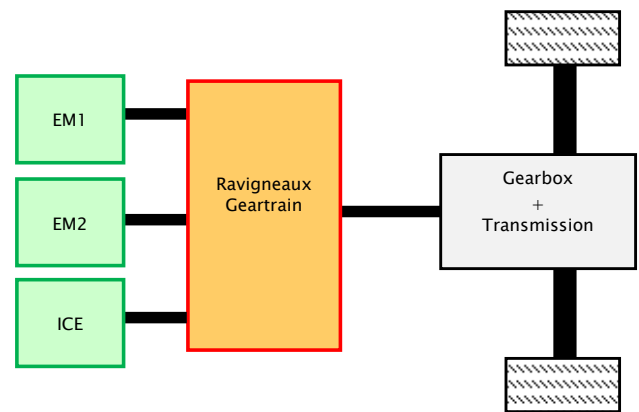 EM1
EM2
ICE
Ravigneaux
Geartrain
Gearbox
+
Transmission